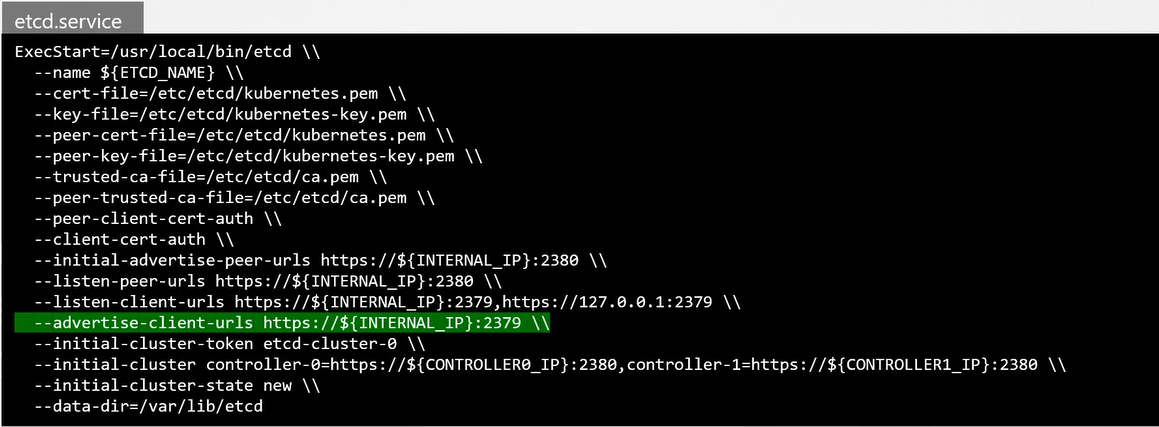 etcd.service
ExecStart=/usr/local/bin/etcd \\
--name ${ETCD_NAME} \\
--cert-file=/etc/etcd/kubernetes.pem \\
--key-file=/etc/etcd/kubernetes-key.pem \\
--peer-cert-file=/etc/etcd/kubernetes.pem \\
--peer-key-file=/etc/etcd/kubernetes-key.pem \\
--trusted-ca-file=/etc/etcd/ca.pem \\
--peer-trusted-ca-file=/etc/etcd/ca.pem \\
--peer-client-cert-auth \\
--client-cert-auth \\
--initial-advertise-peer-urls https://${INTERNAL_IP}:2380 \\
--listen-peer-urls https://${INTERNAL_IP}:2380 \\
--listen-client-urls https://${INTERNAL_IP}:2379,https://127.0.0.1:2379 \\
--advertise-client-urls https://${INTERNAL_IP}:2379 \\
--initial-cluster-token etcd-cluster-0 \\
--initial-cluster controller-0=https://${CONTROLLER0_IP}:2380,controller-1=https://${CONTROLLER1_IP}:2380 \\
--initial-cluster-state new \\
--data-dir=/var/lib/etcd